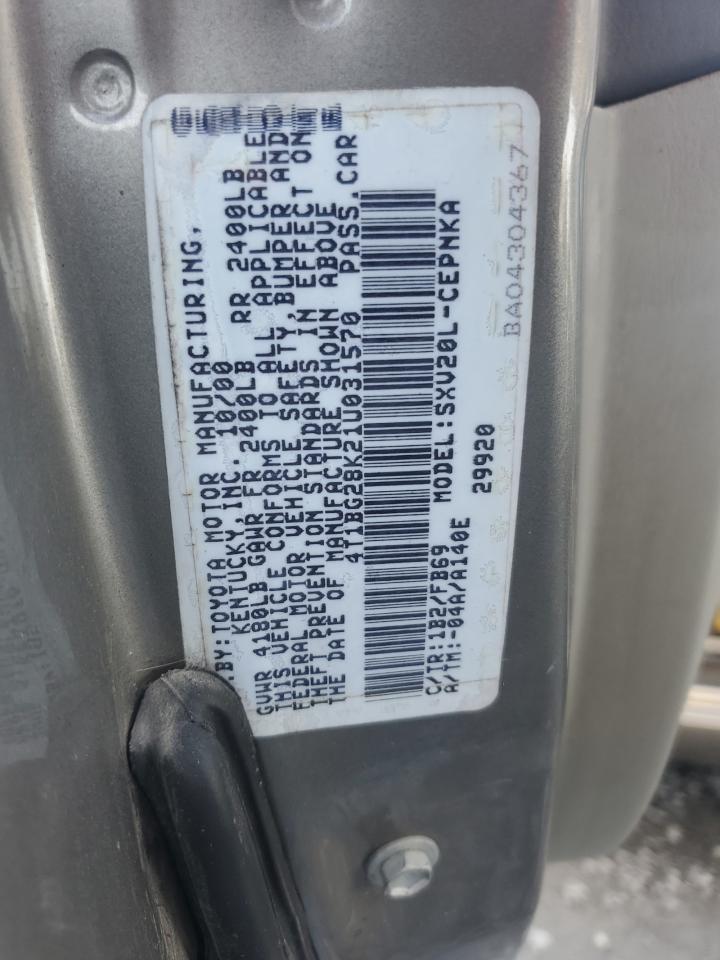 .BY:TOYOTA MOTOR MANUFACTURING,
KENTUCKY,INC. 10/00
GVWR 4180LB GAWR FR 2400LB RR 2400LB
THIS VEHICLE CONFORMS TO ALL APPLICABLE
FEDERAL MOTOR VEHICLE SAFETY,BUMPER AND
THEFT PREVENTION STANDARDS IN EFFECT ON
THE DATE OF MANUFACTURE SHOWN ABOVE
4T1BG28K21U031570 PASS.CAR
C/TR:1B2/FB69 MODEL:SXV20L-CEPNKA
A/TM:-04A/A140E 29920
BA04304367